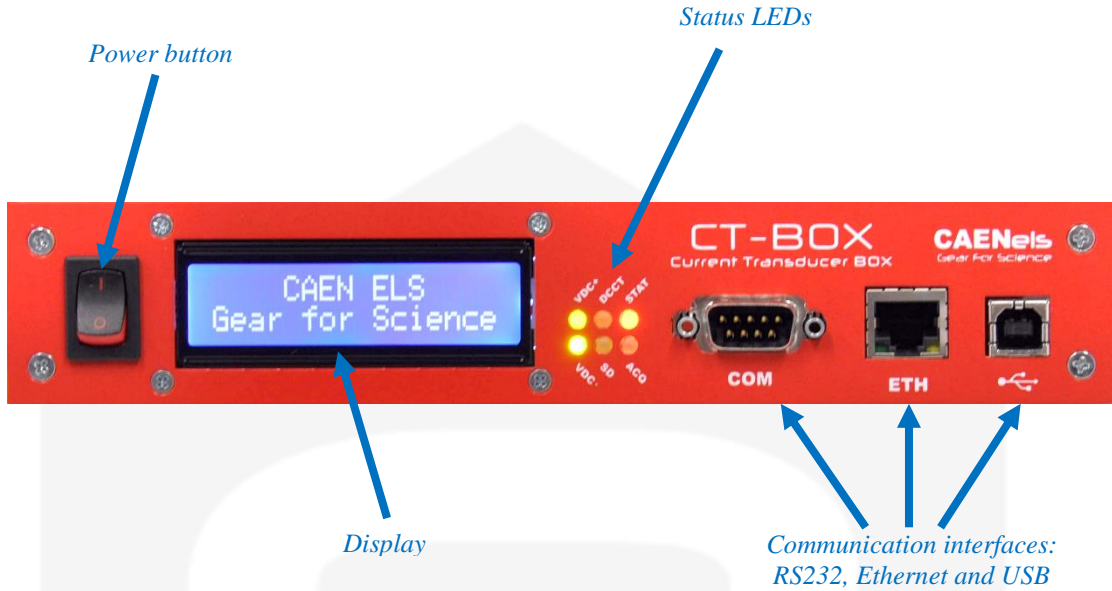 Status LEDs
Power button
CT-BOX
Current Transducer BOX
CAENels
Gear For Science
CAEN ELS
Gear for Science
VDC+
DCCT
STAT
VDC-
SD
ACQ
COM
ETH
I
O
Display
Communication interfaces:
RS232, Ethernet and USB